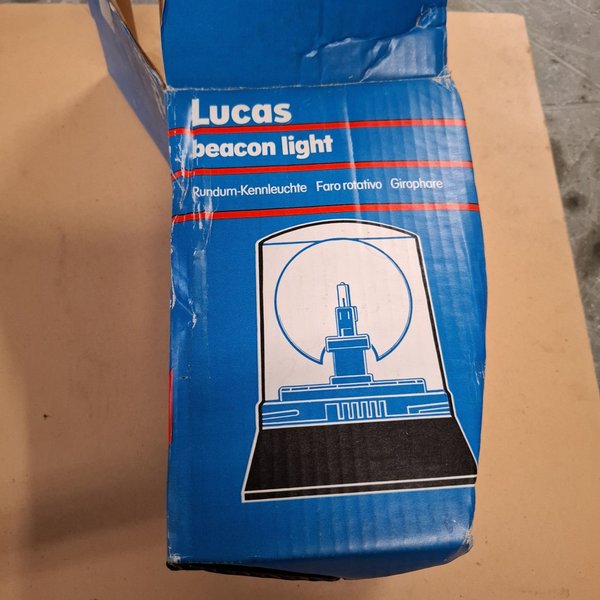 Lucas
beacon light
Rundum-Kennleuchte Faro rotativo Girophare